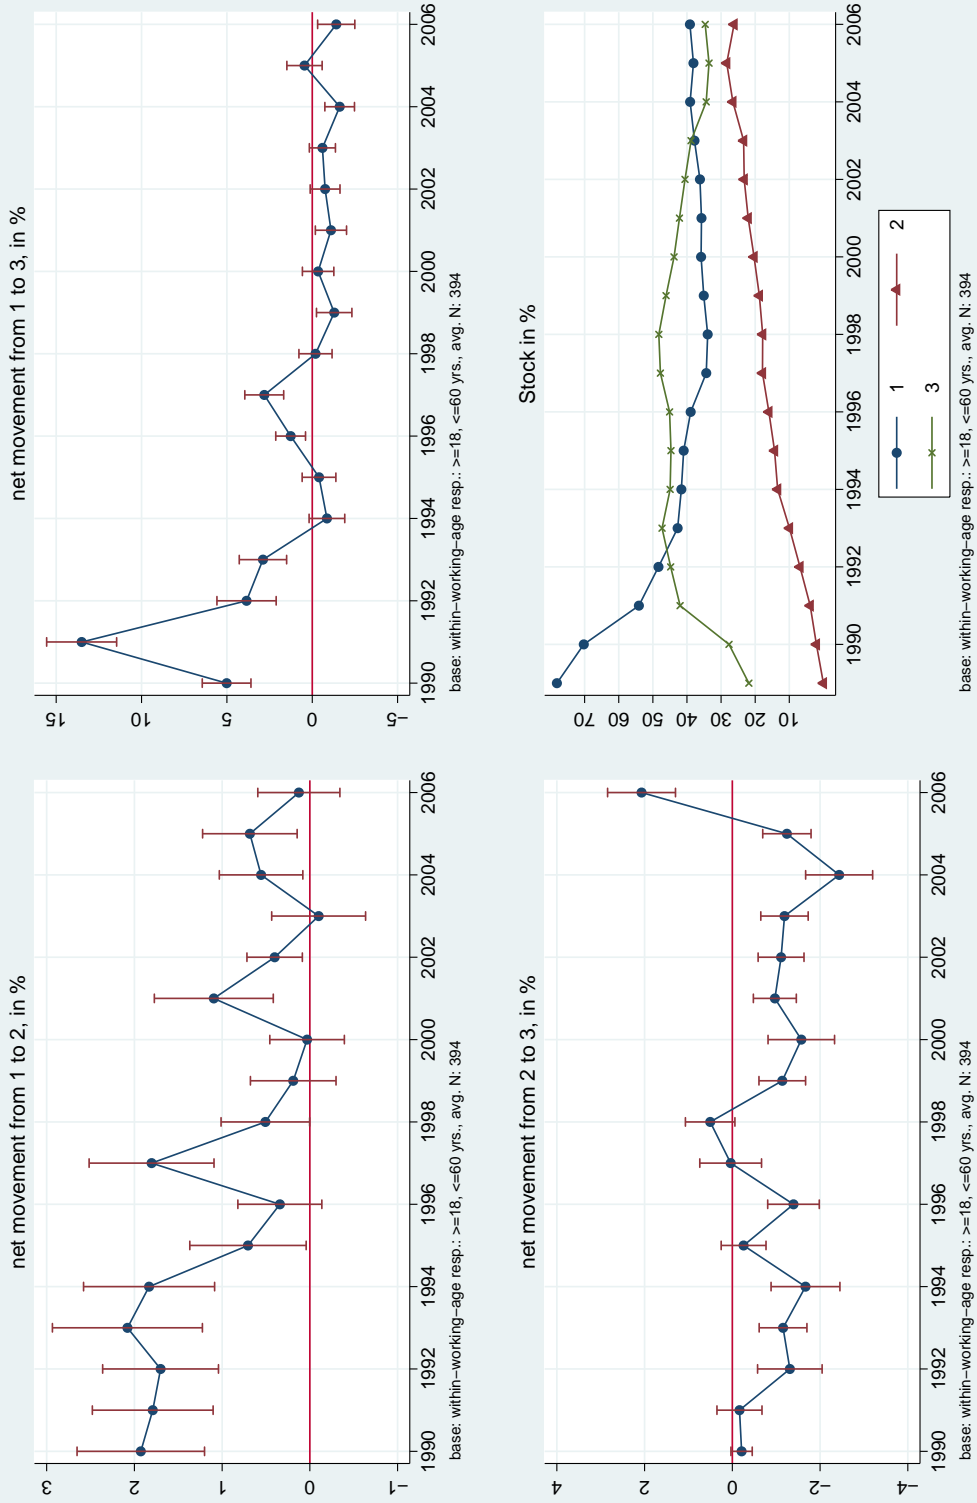 net movement from 1 to 2, in %
3
2
1
0
−1
1990 1992 1994 1996 1998 2000 2002 2004 2006
base: within−working−age resp.: >=18, <=60 yrs., avg. N: 394
net movement from 1 to 3, in %
15
10
5
0
−5
1990 1992 1994 1996 1998 2000 2002 2004 2006
base: within−working−age resp.: >=18, <=60 yrs., avg. N: 394
net movement from 2 to 3, in %
4
2
0
−2
−4
1990 1992 1994 1996 1998 2000 2002 2004 2006
base: within−working−age resp.: >=18, <=60 yrs., avg. N: 394
Stock in %
70
60
50
40
30
20
10
1990 1992 1994 1996 1998 2000 2002 2004 2006
1 2
3
base: within−working−age resp.: >=18, <=60 yrs., avg. N: 394